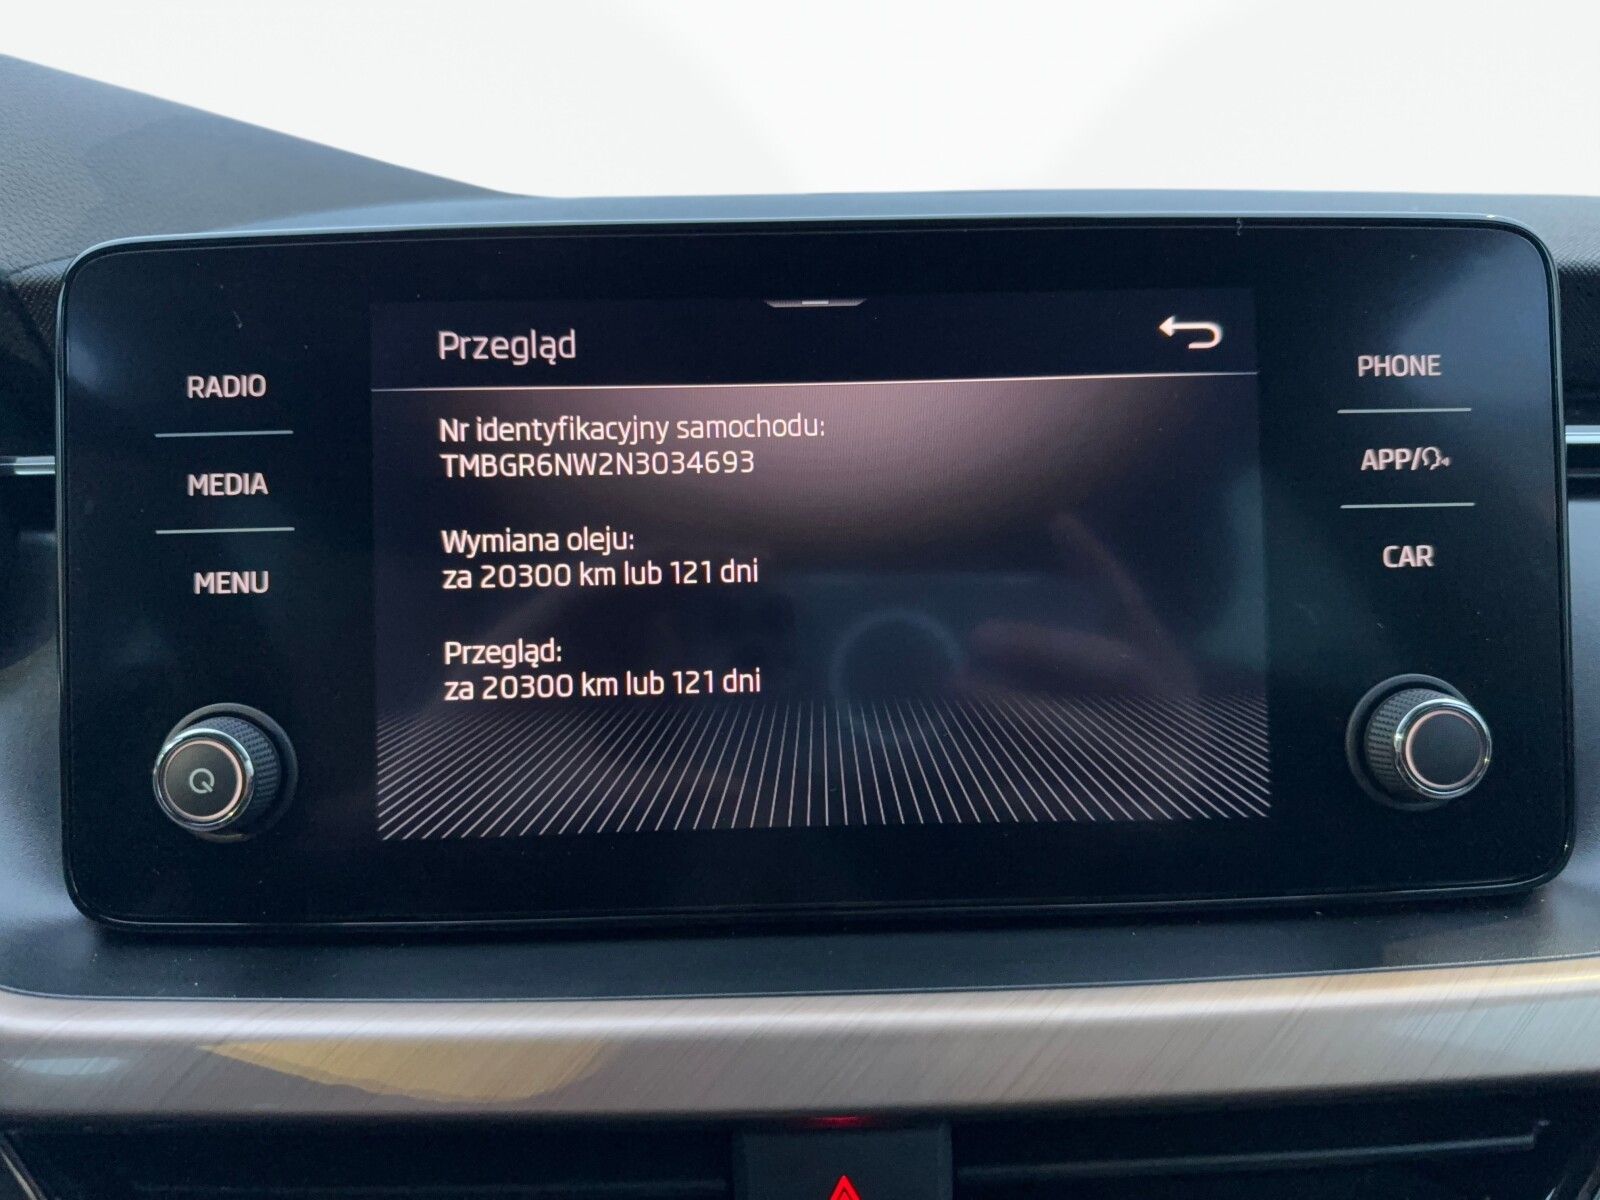 Przegląd
RADIO
MEDIA
MENU
Nr identyfikacyjny samochodu:
TMBGR6NW2N3034693
Wymiana oleju:
za 20300 km lub 121 dni
Przegląd:
za 20300 km lub 121 dni
PHONE
APP/
CAR